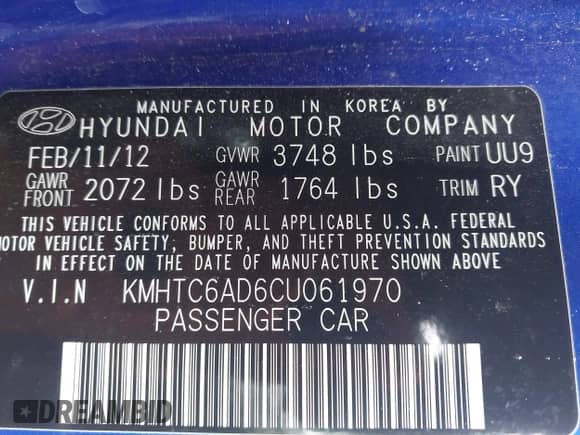 MANUFACTURED IN KOREA BY
HYUNDAI MOTOR COMPANY
FEB/11/12 GVWR 3748 lbs PAINT UU9
GAWR FRONT 2072 lbs GAWR REAR 1764 lbs TRIM RY
THIS VEHICLE CONFORMS TO ALL APPLICABLE U.S.A. FEDERAL
MOTOR VEHICLE SAFETY, BUMPER, AND THEFT PREVENTION STANDARDS
IN EFFECT ON THE DATE OF MANUFACTURE SHOWN ABOVE
V.I.N KMHTC6AD6CU061970
PASSENGER CAR
DREAMBID